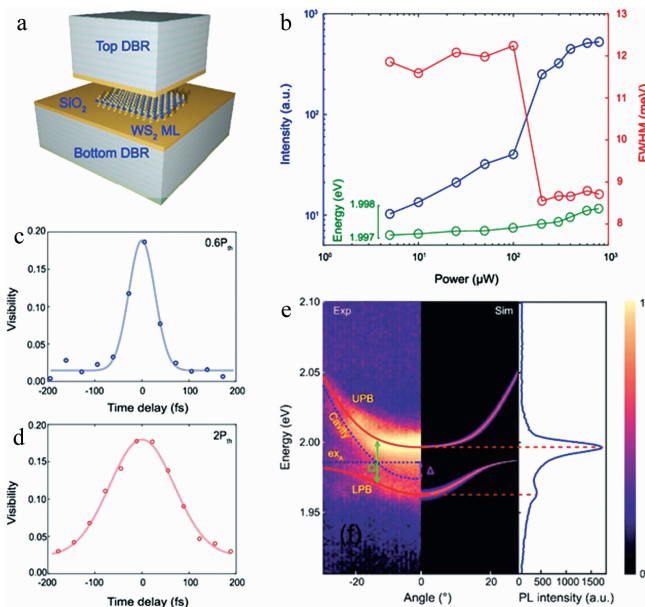 a
Top DBR
SiO2
WS2 ML
Bottom DBR
b
Intensity (a.u.)
10³
10²
10¹
Energy (eV)
1.998
1.997
10⁰ 10¹ 10² 10³
Power (µW)
13
12
11
10
9
8
FWHM (meV)
c
0.6Pth
Visibility
0.20
0.15
0.10
0.05
0.00
-200 -100 0 100 200
Time delay (fs)
d
2Pth
Visibility
0.20
0.15
0.10
0.05
0.00
-200 -100 0 100 200
Time delay (fs)
e
Exp Sim
Energy (eV)
2.10
2.05
2.00
1.95
UPB
Cavity
exA
Δ
LPB
(f)
-20 0 20
Angle (°)
0 500 1500
PL intensity (a.u.)
1
0